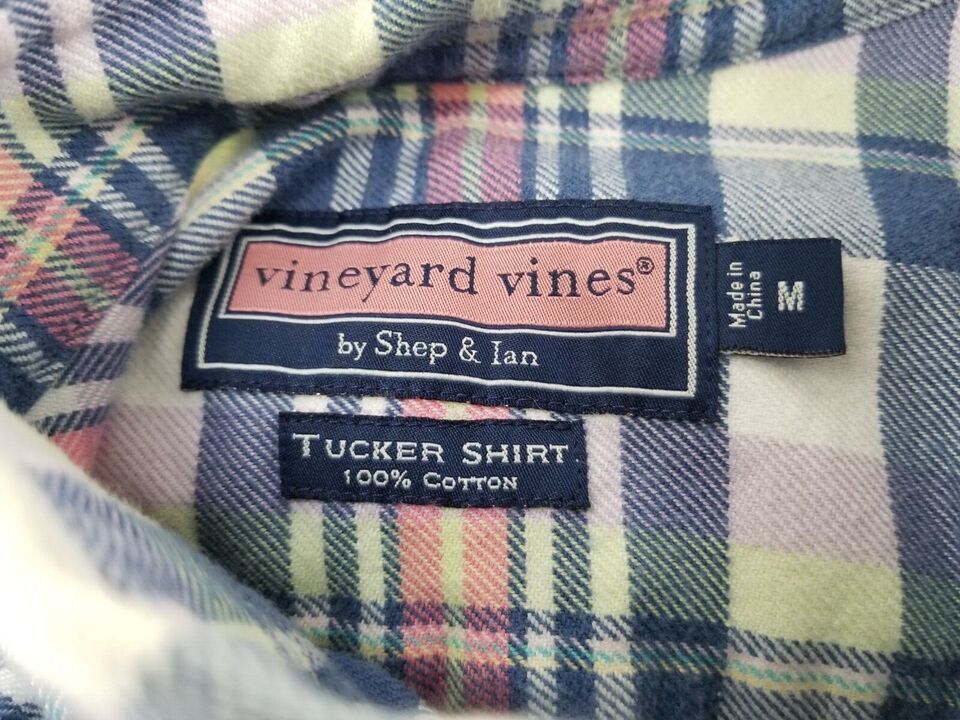 vineyard vines®
by Shep & Ian
Made in
China
M
TUCKER SHIRT
100% COTTON